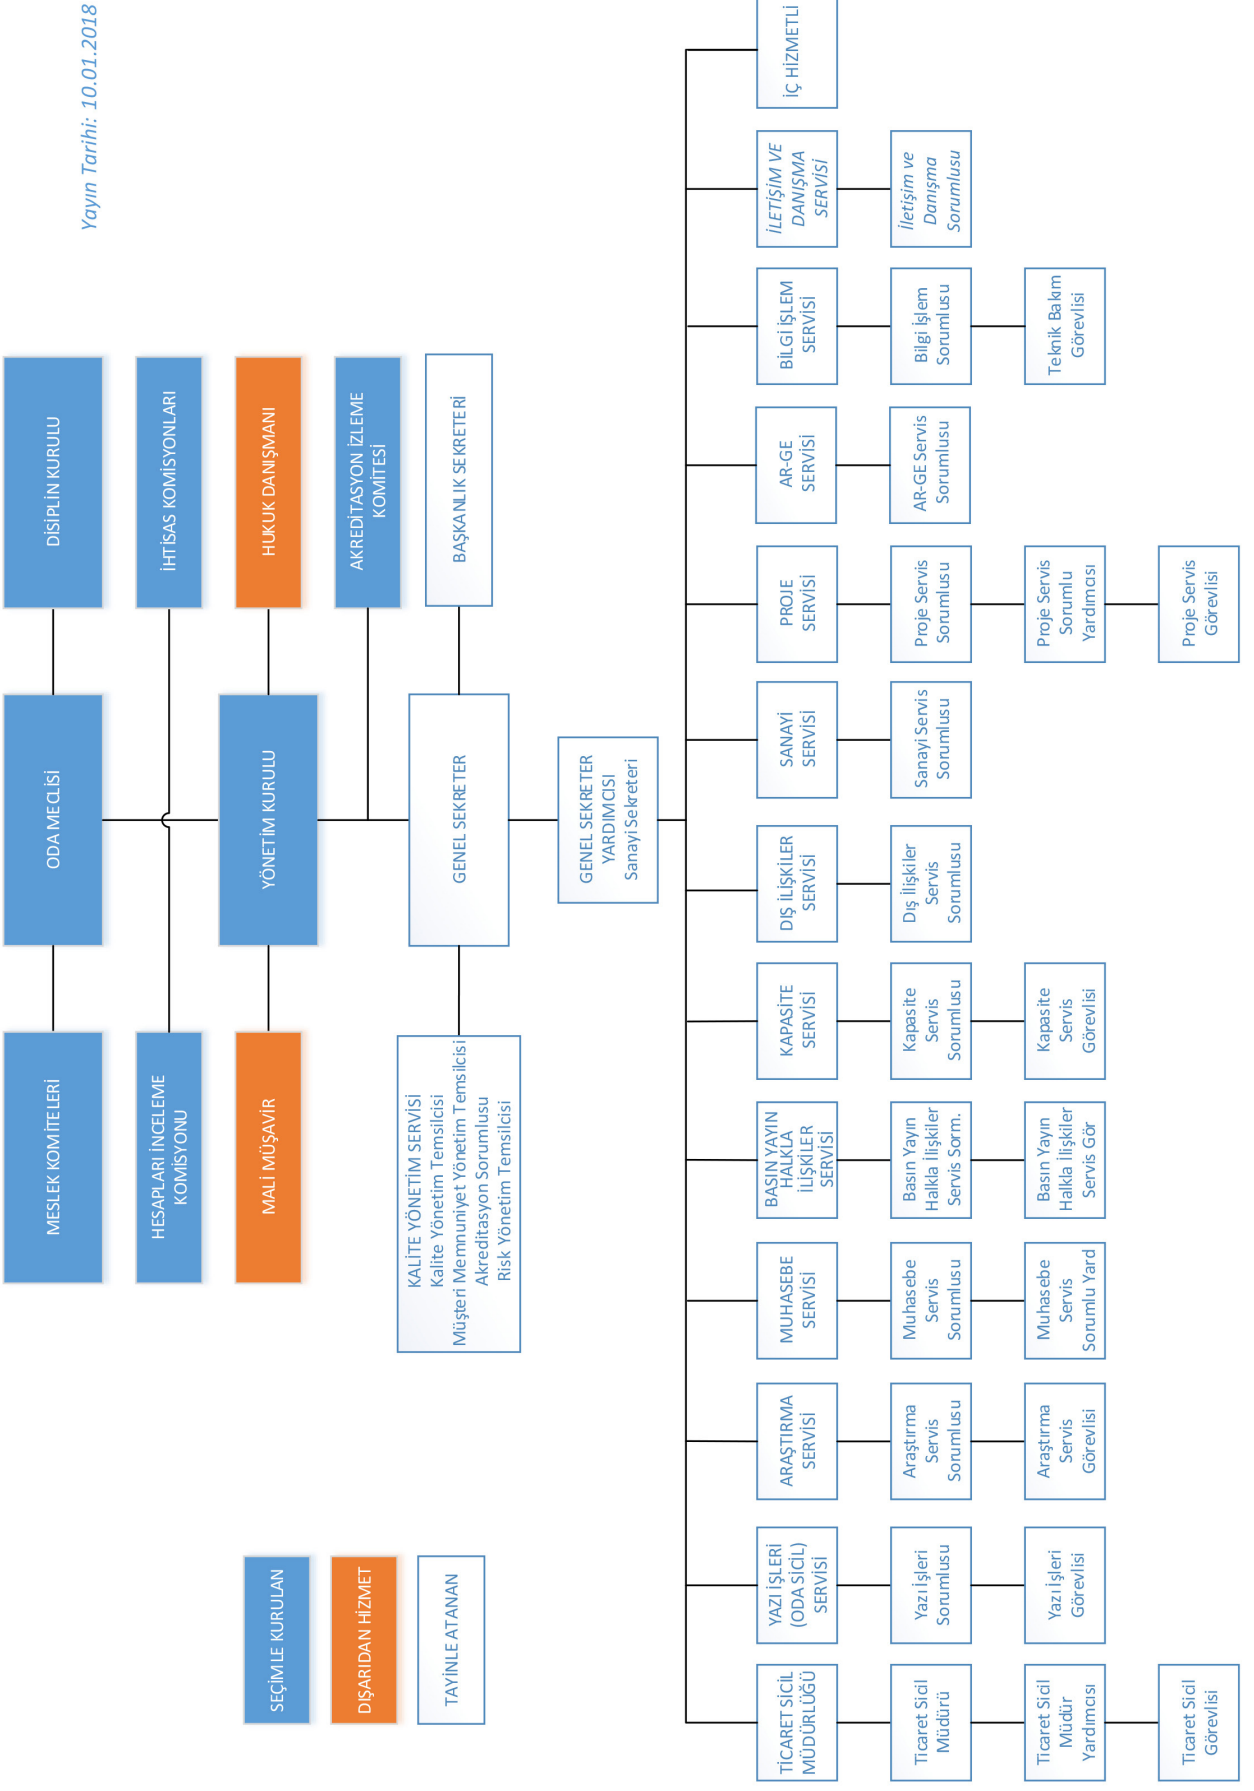 Yayın Tarihi: 10.01.2018
MESLEK KOMİTELERİ
ODA MECLİSİ
DİSİPLİN KURULU
HESAPLARI İNCELEME
KOMİSYONU
İHTİSAS KOMİSYONLARI
MALİ MÜŞAVİR
YÖNETİM KURULU
HUKUK DANIŞMANI
AKREDİTASYON İZLEME
KOMİTESİ
KALİTE YÖNETİM SERVİSİ
Kalite Yönetim Temsilcisi
Müşteri Memnuniyet Yönetim Temsilcisi
Akreditasyon Sorumlusu
Risk Yönetim Temsilcisi
GENEL SEKRETER
BAŞKANLIK SEKRETERİ
GENEL SEKRETER
YARDIMCISI
Sanayi Sekreteri
SEÇİMLE KURULAN
DIŞARIDAN HİZMET
TAYİNLE ATANAN
TİCARET SİCİL
MÜDÜRLÜĞÜ
Ticaret Sicil
Müdürü
Ticaret Sicil
Müdür
Yardımcısı
Ticaret Sicil
Görevlisi
YAZI İŞLERİ
(ODA SİCİL)
SERVİSİ
Yazı İşleri
Sorumlusu
Yazı İşleri
Görevlisi
ARAŞTIRMA
SERVİSİ
Araştırma
Servis
Sorumlusu
Araştırma
Servis
Görevlisi
MUHASEBE
SERVİSİ
Muhasebe
Servis
Sorumlusu
Muhasebe
Servis
Sorumlu Yard
BASIN YAYIN
HALKLA
İLİŞKİLER
SERVİSİ
Basın Yayın
Halkla İlişkiler
Servis Sorm.
Basın Yayın
Halkla İlişkiler
Servis Gör
KAPASİTE
SERVİSİ
Kapasite
Servis
Sorumlusu
Kapasite
Servis
Görevlisi
DIŞ İLİŞKİLER
SERVİSİ
Dış İlişkiler
Servis
Sorumlusu
SANAYİ
SERVİSİ
Sanayi Servis
Sorumlusu
PROJE
SERVİSİ
Proje Servis
Sorumlusu
Proje Servis
Sorumlu
Yardımcısı
Proje Servis
Görevlisi
AR-GE
SERVİSİ
AR-GE Servis
Sorumlusu
BİLGİ İŞLEM
SERVİSİ
Bilgi İşlem
Sorumlusu
Teknik Bakım
Görevlisi
İLETİŞİM VE
DANIŞMA
SERVİSİ
İletişim ve
Danışma
Sorumlusu
İÇ HİZMETLİ